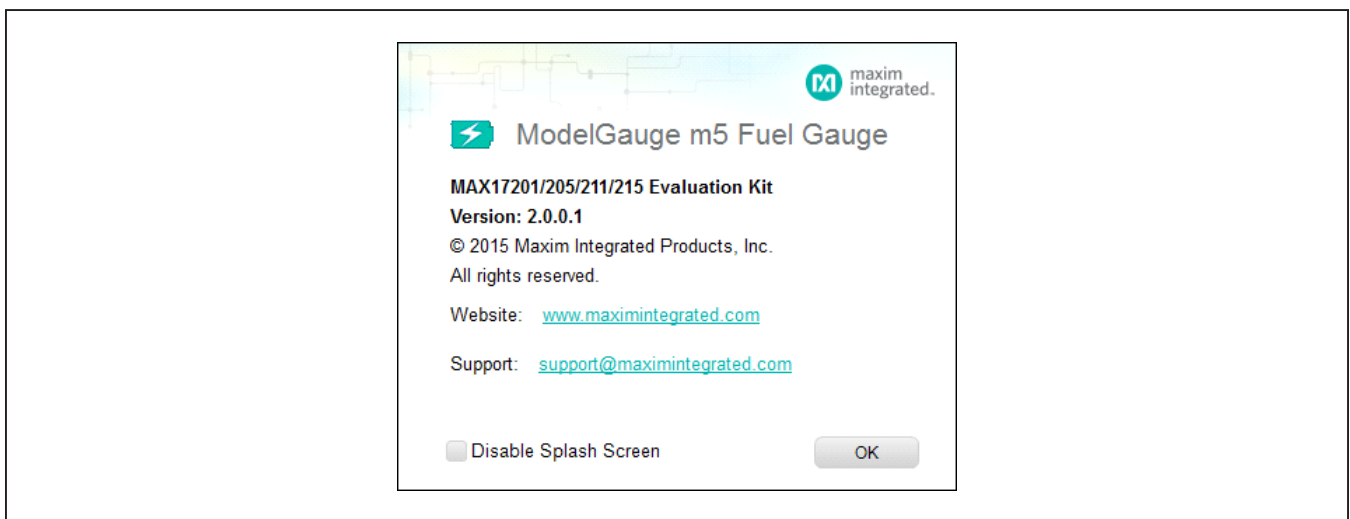 maxim
integrated™
ModelGauge m5 Fuel Gauge
MAX17201/205/211/215 Evaluation Kit
Version: 2.0.0.1
© 2015 Maxim Integrated Products, Inc.
All rights reserved.
Website: www.maximintegrated.com
Support: support@maximintegrated.com
Disable Splash Screen
OK